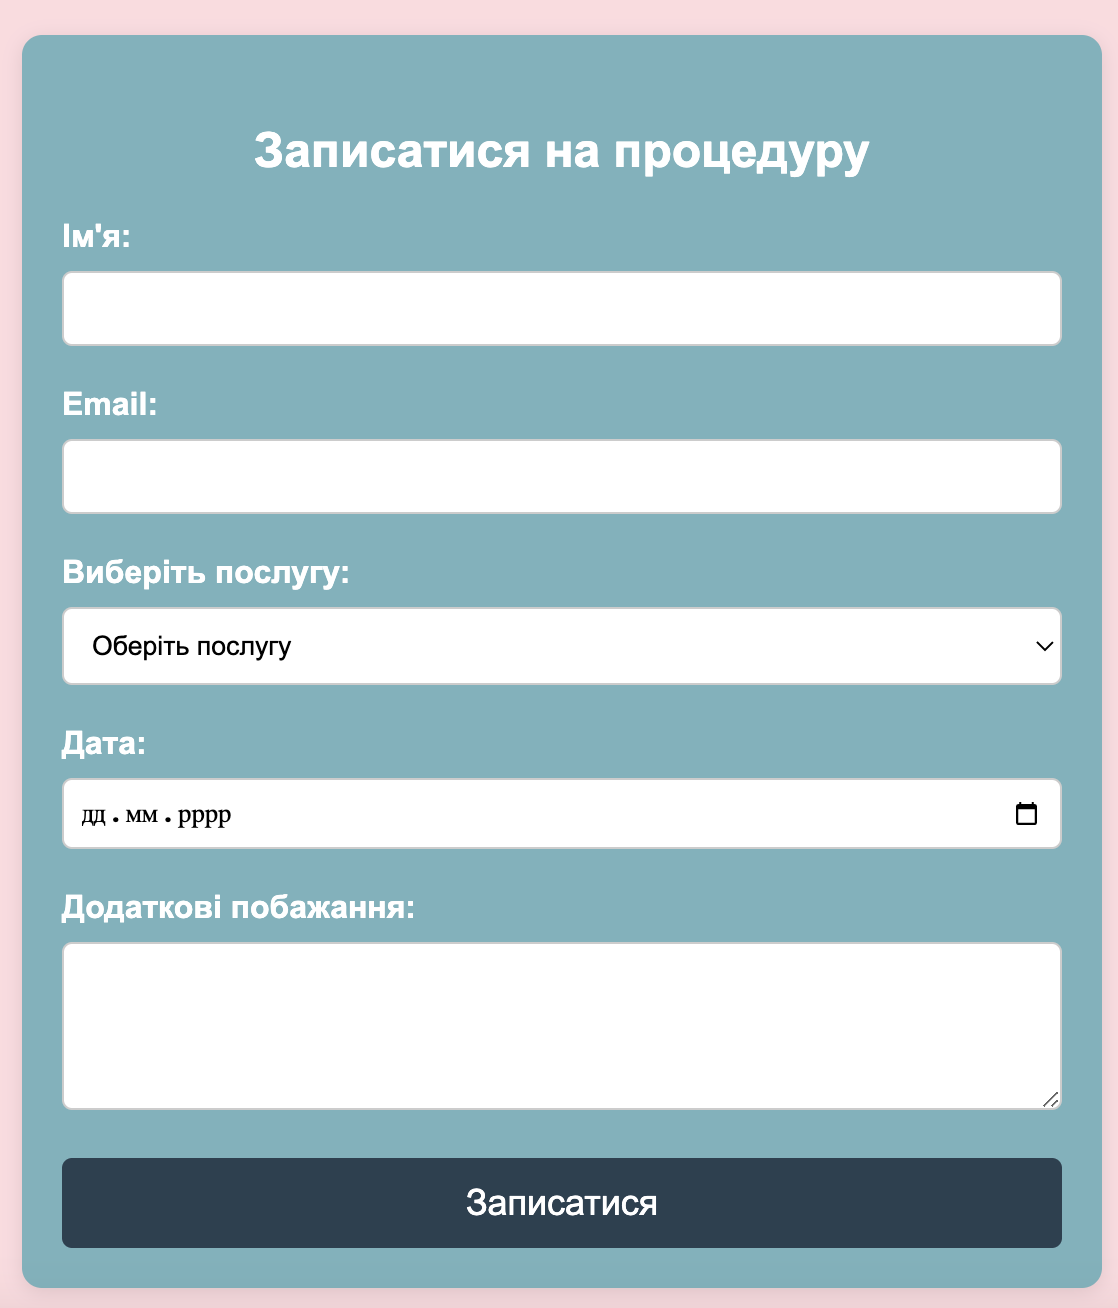 Записатися на процедуру
Ім'я:
Email:
Виберіть послугу:
Оберіть послугу
Дата:
дд . мм . рррр
Додаткові побажання:
Записатися